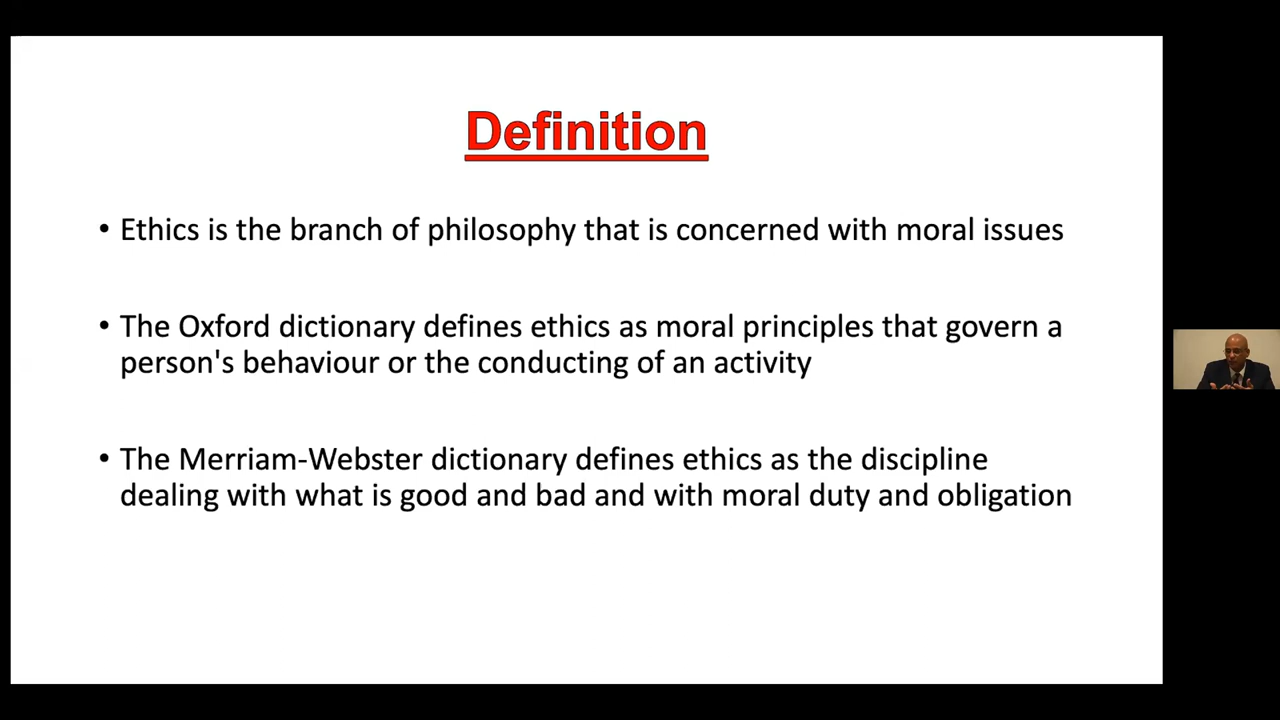 Definition
• Ethics is the branch of philosophy that is concerned with moral issues
• The Oxford dictionary defines ethics as moral principles that govern a
person's behaviour or the conducting of an activity
• The Merriam-Webster dictionary defines ethics as the discipline
dealing with what is good and bad and with moral duty and obligation